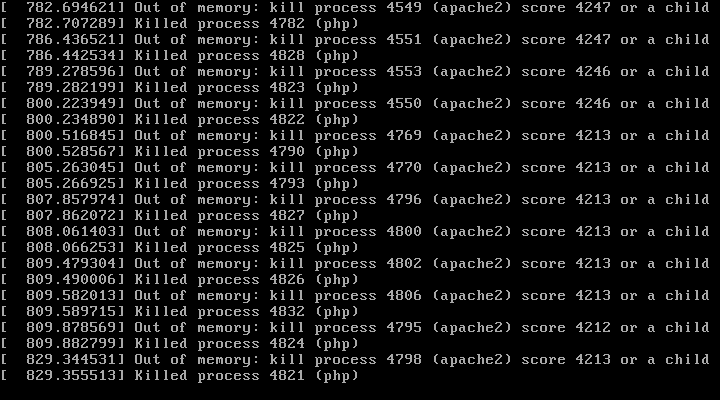 [  782.694621] Out of memory: kill process 4549 (apache2) score 4247 or a child
[  782.707289] Killed process 4782 (php)
[  786.436521] Out of memory: kill process 4551 (apache2) score 4247 or a child
[  786.442534] Killed process 4828 (php)
[  789.278596] Out of memory: kill process 4553 (apache2) score 4246 or a child
[  789.282199] Killed process 4823 (php)
[  800.223949] Out of memory: kill process 4550 (apache2) score 4246 or a child
[  800.234890] Killed process 4822 (php)
[  800.516845] Out of memory: kill process 4769 (apache2) score 4213 or a child
[  800.528567] Killed process 4790 (php)
[  805.263045] Out of memory: kill process 4770 (apache2) score 4213 or a child
[  805.266925] Killed process 4793 (php)
[  807.857974] Out of memory: kill process 4796 (apache2) score 4213 or a child
[  807.862072] Killed process 4827 (php)
[  808.061403] Out of memory: kill process 4800 (apache2) score 4213 or a child
[  808.066253] Killed process 4825 (php)
[  809.479304] Out of memory: kill process 4802 (apache2) score 4213 or a child
[  809.490006] Killed process 4826 (php)
[  809.582013] Out of memory: kill process 4806 (apache2) score 4213 or a child
[  809.589715] Killed process 4832 (php)
[  809.878569] Out of memory: kill process 4795 (apache2) score 4212 or a child
[  809.882799] Killed process 4824 (php)
[  829.344531] Out of memory: kill process 4798 (apache2) score 4213 or a child
[  829.355513] Killed process 4821 (php)